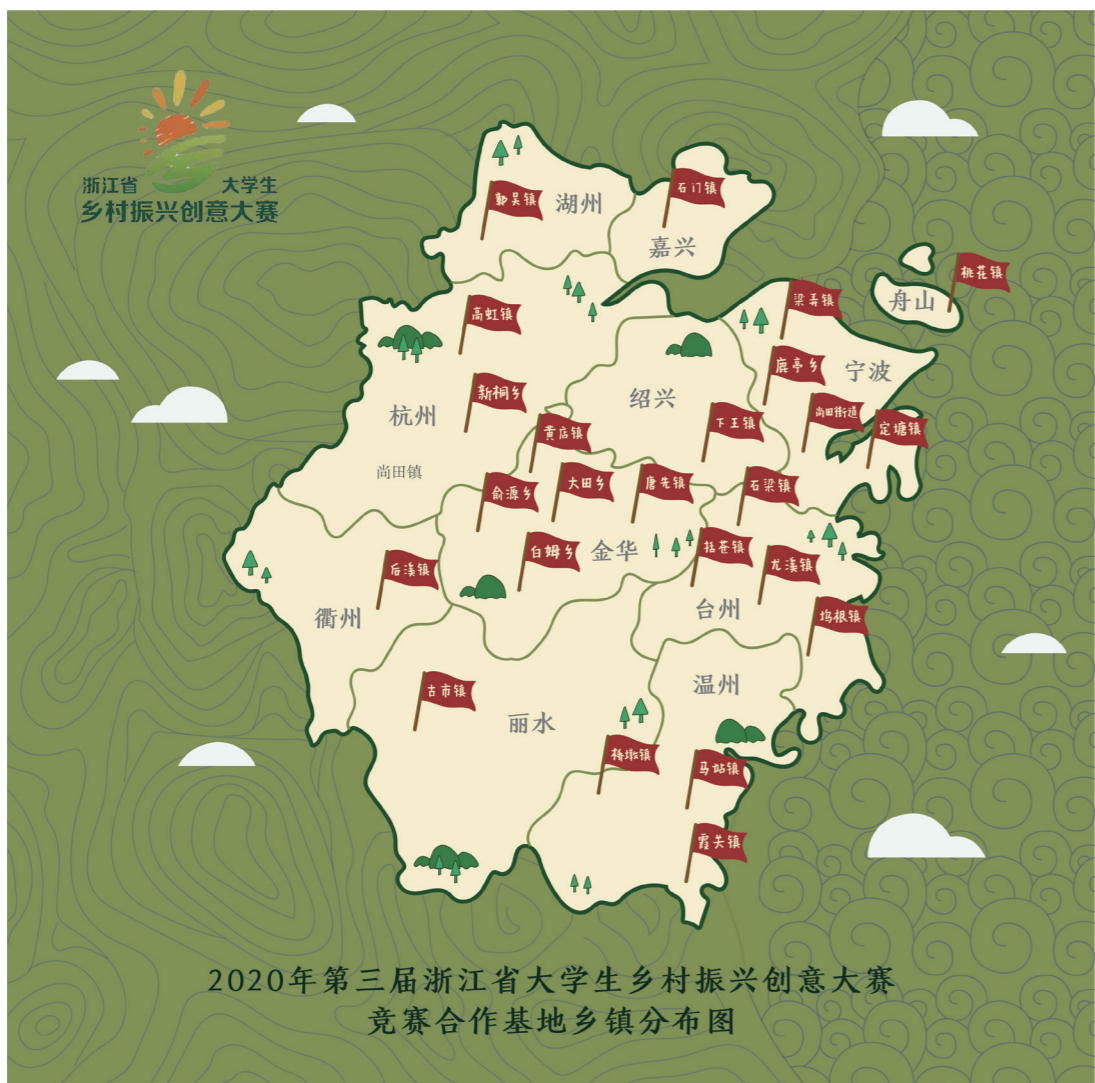 浙江省 大学生
乡村振兴创意大赛
石门镇
郭吴镇
湖州
嘉兴
桃花镇
舟山
梁弄镇
高虹镇
鹿亭乡
宁波
新桐乡
绍兴
杭州
尚田街道
下王镇
定塘镇
黄店镇
尚田镇
大田乡
唐先镇
石梁镇
俞源乡
括苍镇
白姆乡
金华
尤溪镇
后溪镇
台州
衢州
坞根镇
温州
古市镇
丽水
杨墩镇
马站镇
霞关镇
2020年第三届浙江省大学生乡村振兴创意大赛
竞赛合作基地乡镇分布图